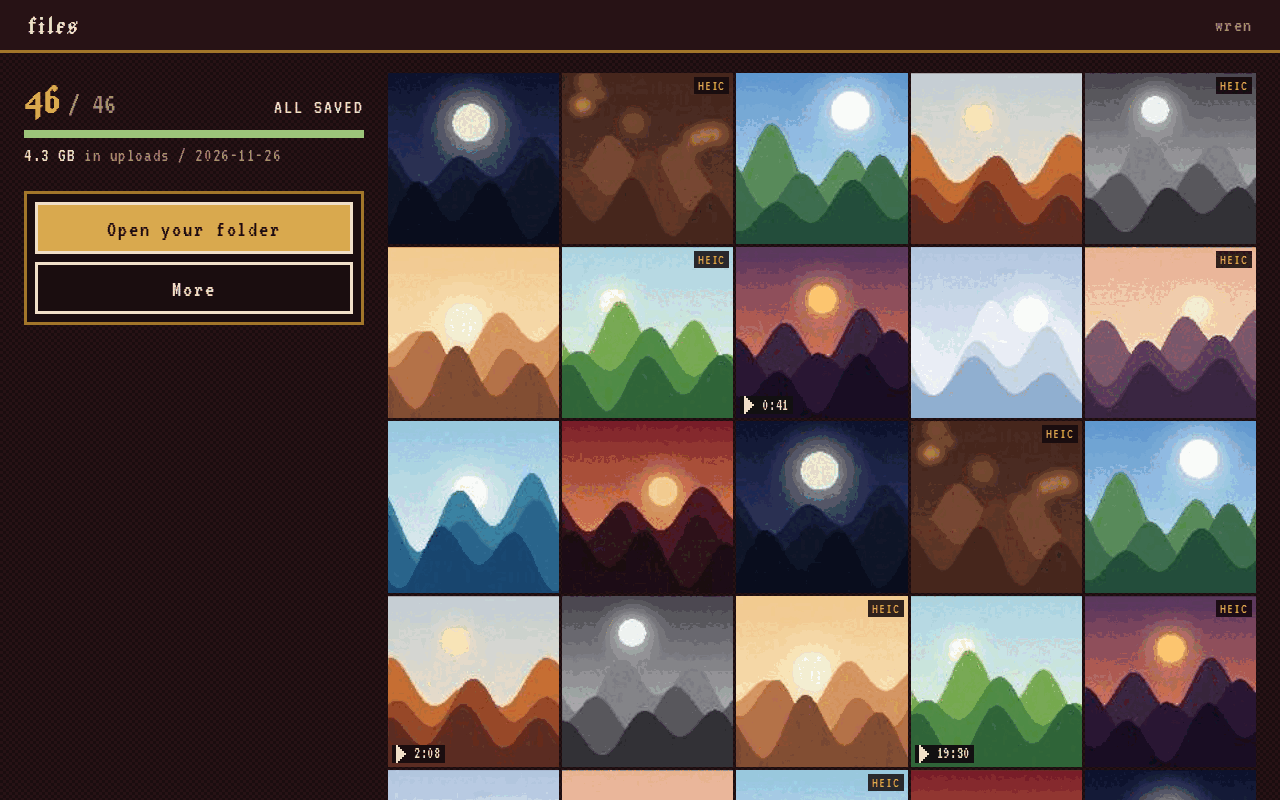 files
wren
46 / 46
ALL SAVED
4.3 GB in uploads / 2026-11-26
Open your folder
More
HEIC
HEIC
HEIC
HEIC
0:41
HEIC
HEIC
HEIC
2:08
19:30
HEIC